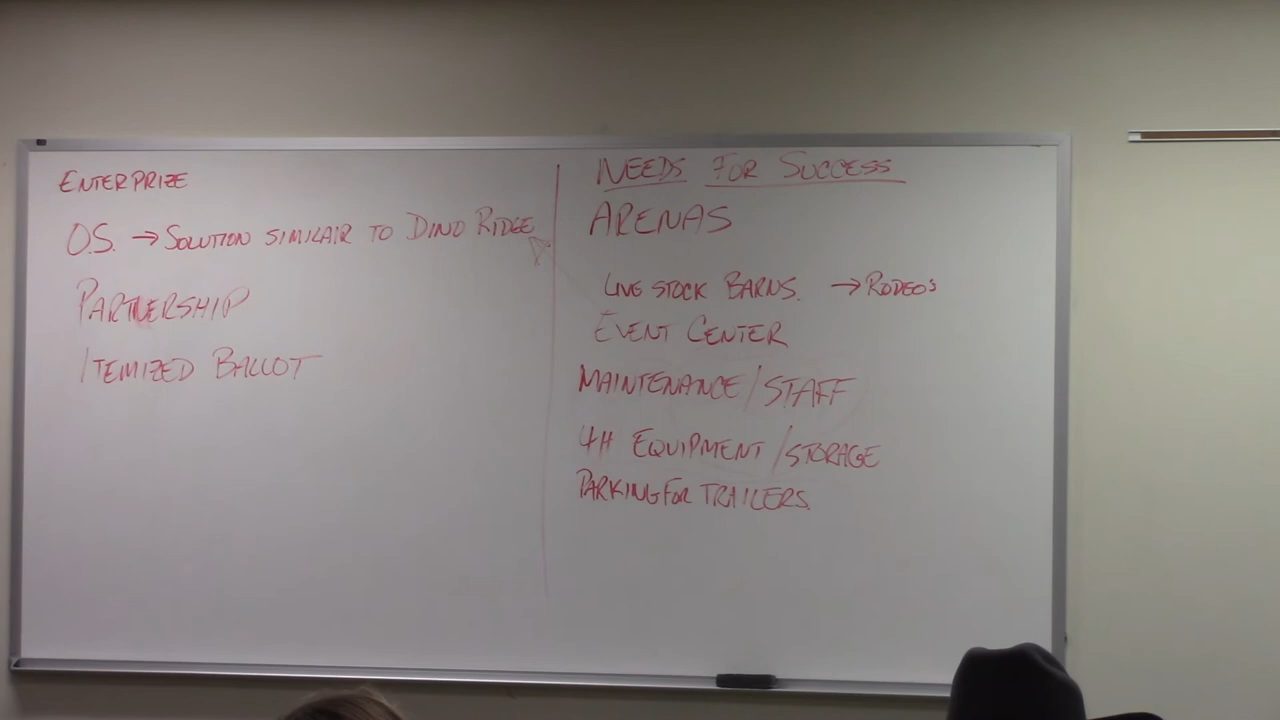 ENTERPRIZE
O.S. → SOLUTION SIMILAIR TO DINO RIDGE
PARTNERSHIP
ITEMIZED BALLOT
NEEDS FOR SUCCESS
ARENAS
LIVE STOCK BARNS. → RODEO'S
EVENT CENTER
MAINTENANCE/STAFF
4H EQUIPMENT/STORAGE
PARKING FOR TRAILERS.